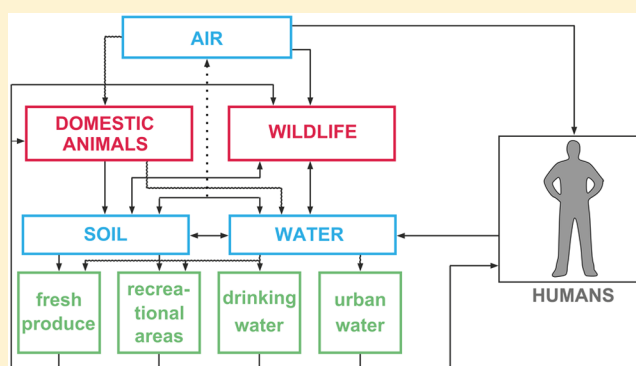 AIR
DOMESTIC
ANIMALS
WILDLIFE
SOIL
WATER
HUMANS
fresh
produce
recrea-
tional
areas
drinking
water
urban
water